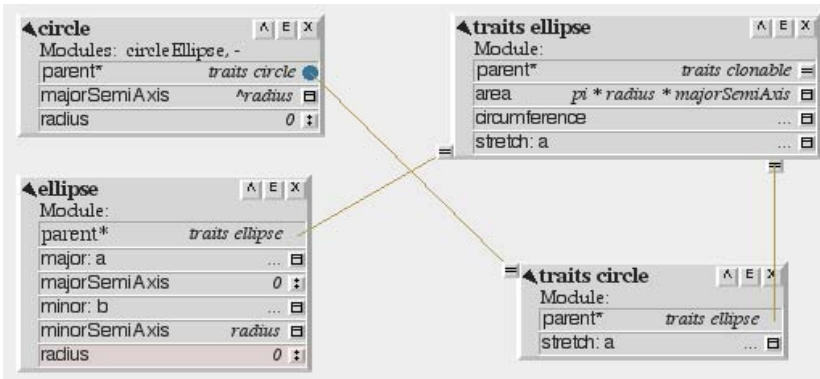 circle ^ E X
Modules: circleEllipse, -
parent* traits circle
majorSemiAxis ^radius
radius 0 :
ellipse ^ E X
Module:
parent* traits ellipse
major: a ...
majorSemiAxis 0 :
minor: b ...
minorSemiAxis radius
radius 0 :
traits ellipse ^ E X
Module:
parent* traits clonable =
area pi * radius * majorSemiAxis
circumference ...
stretch: a ...
=
=
= traits circle ^ E X
Module:
parent* traits ellipse
stretch: a ...